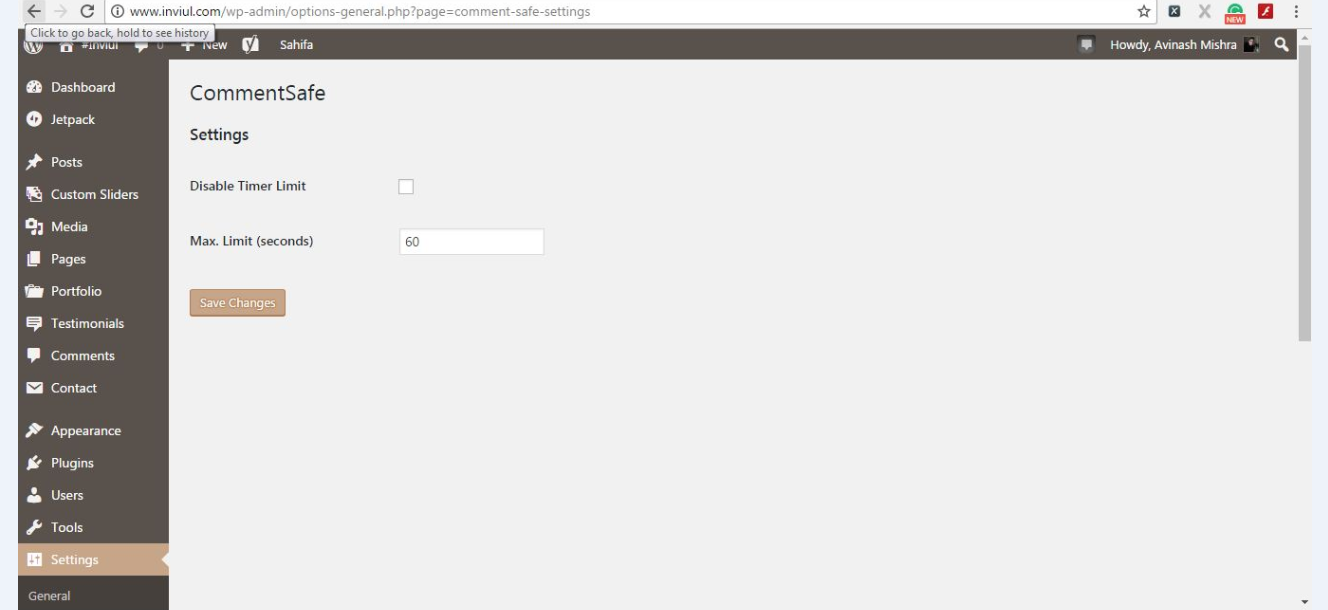 www.inviul.com/wp-admin/options-general.php?page=comment-safe-settings
NEW
Click to go back, hold to see history
#Inviul 0 New Sahifa
Howdy, Avinash Mishra
Dashboard
Jetpack
Posts
Custom Sliders
Media
Pages
Portfolio
Testimonials
Comments
Contact
Appearance
Plugins
Users
Tools
Settings
General
CommentSafe
Settings
Disable Timer Limit
Max. Limit (seconds) 60
Save Changes